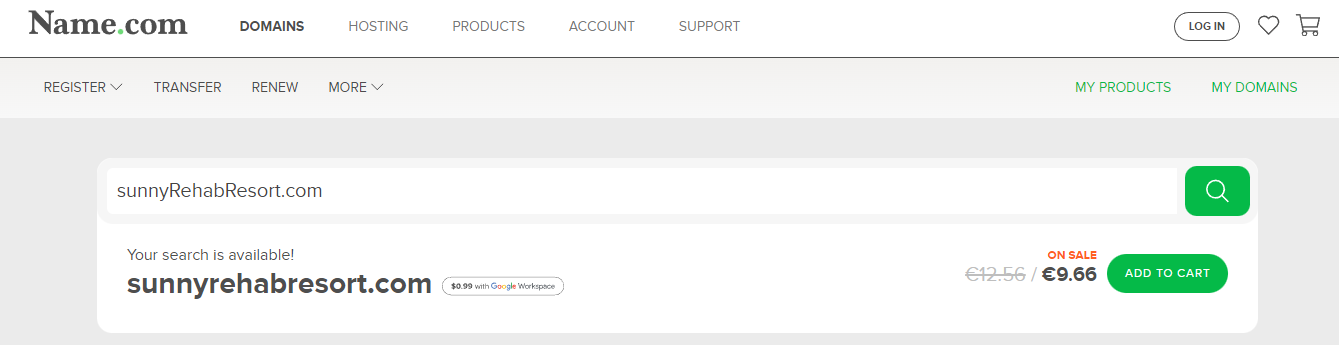 Name.com DOMAINS HOSTING PRODUCTS ACCOUNT SUPPORT LOG IN
REGISTER TRANSFER RENEW MORE MY PRODUCTS MY DOMAINS
sunnyRehabResort.com
Your search is available!
sunnyrehabresort.com $0.99 with Google Workspace
ON SALE
€12.56 / €9.66 ADD TO CART